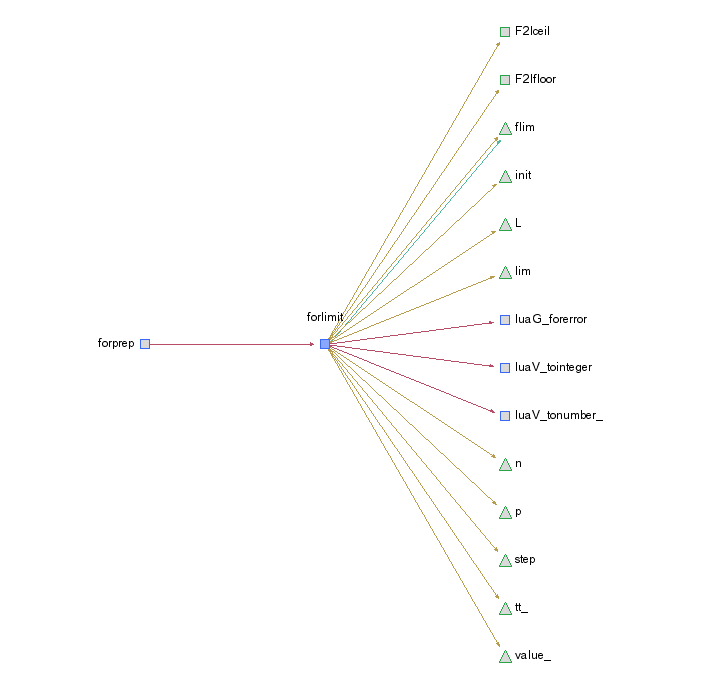 F2Iceil
F2Ifloor
flim
init
L
lim
forlimit
luaG_forerror
forprep
luaV_tointeger
luaV_tonumber_
n
p
step
tt_
value_